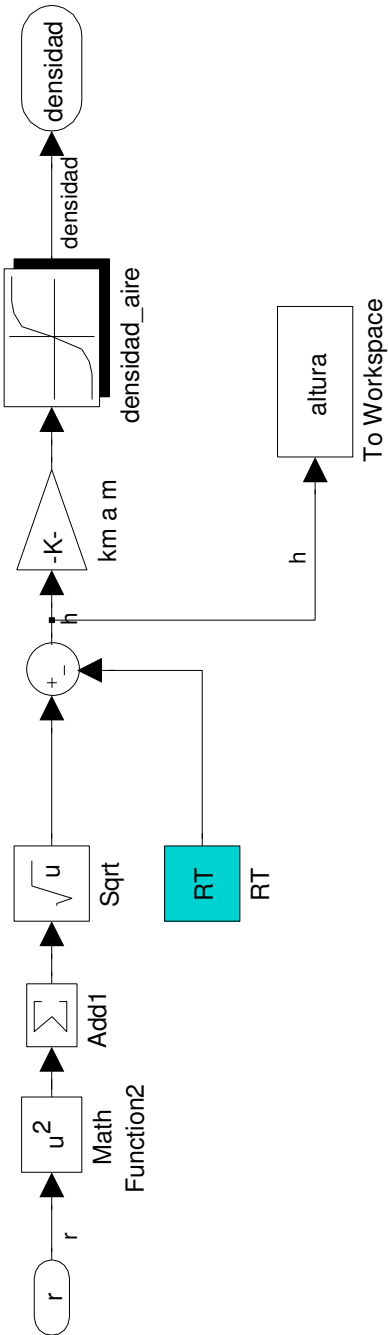 r
r
u²
Math
Function2
∑
Add1
√u
Sqrt
RT
RT
+
−
h
-K-
km a m
densidad_aire
densidad
densidad
h
altura
To Workspace